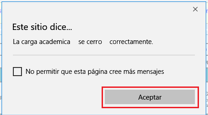 Este sitio dice...
La carga academica se cerro correctamente.
No permitir que esta página cree más mensajes
Aceptar